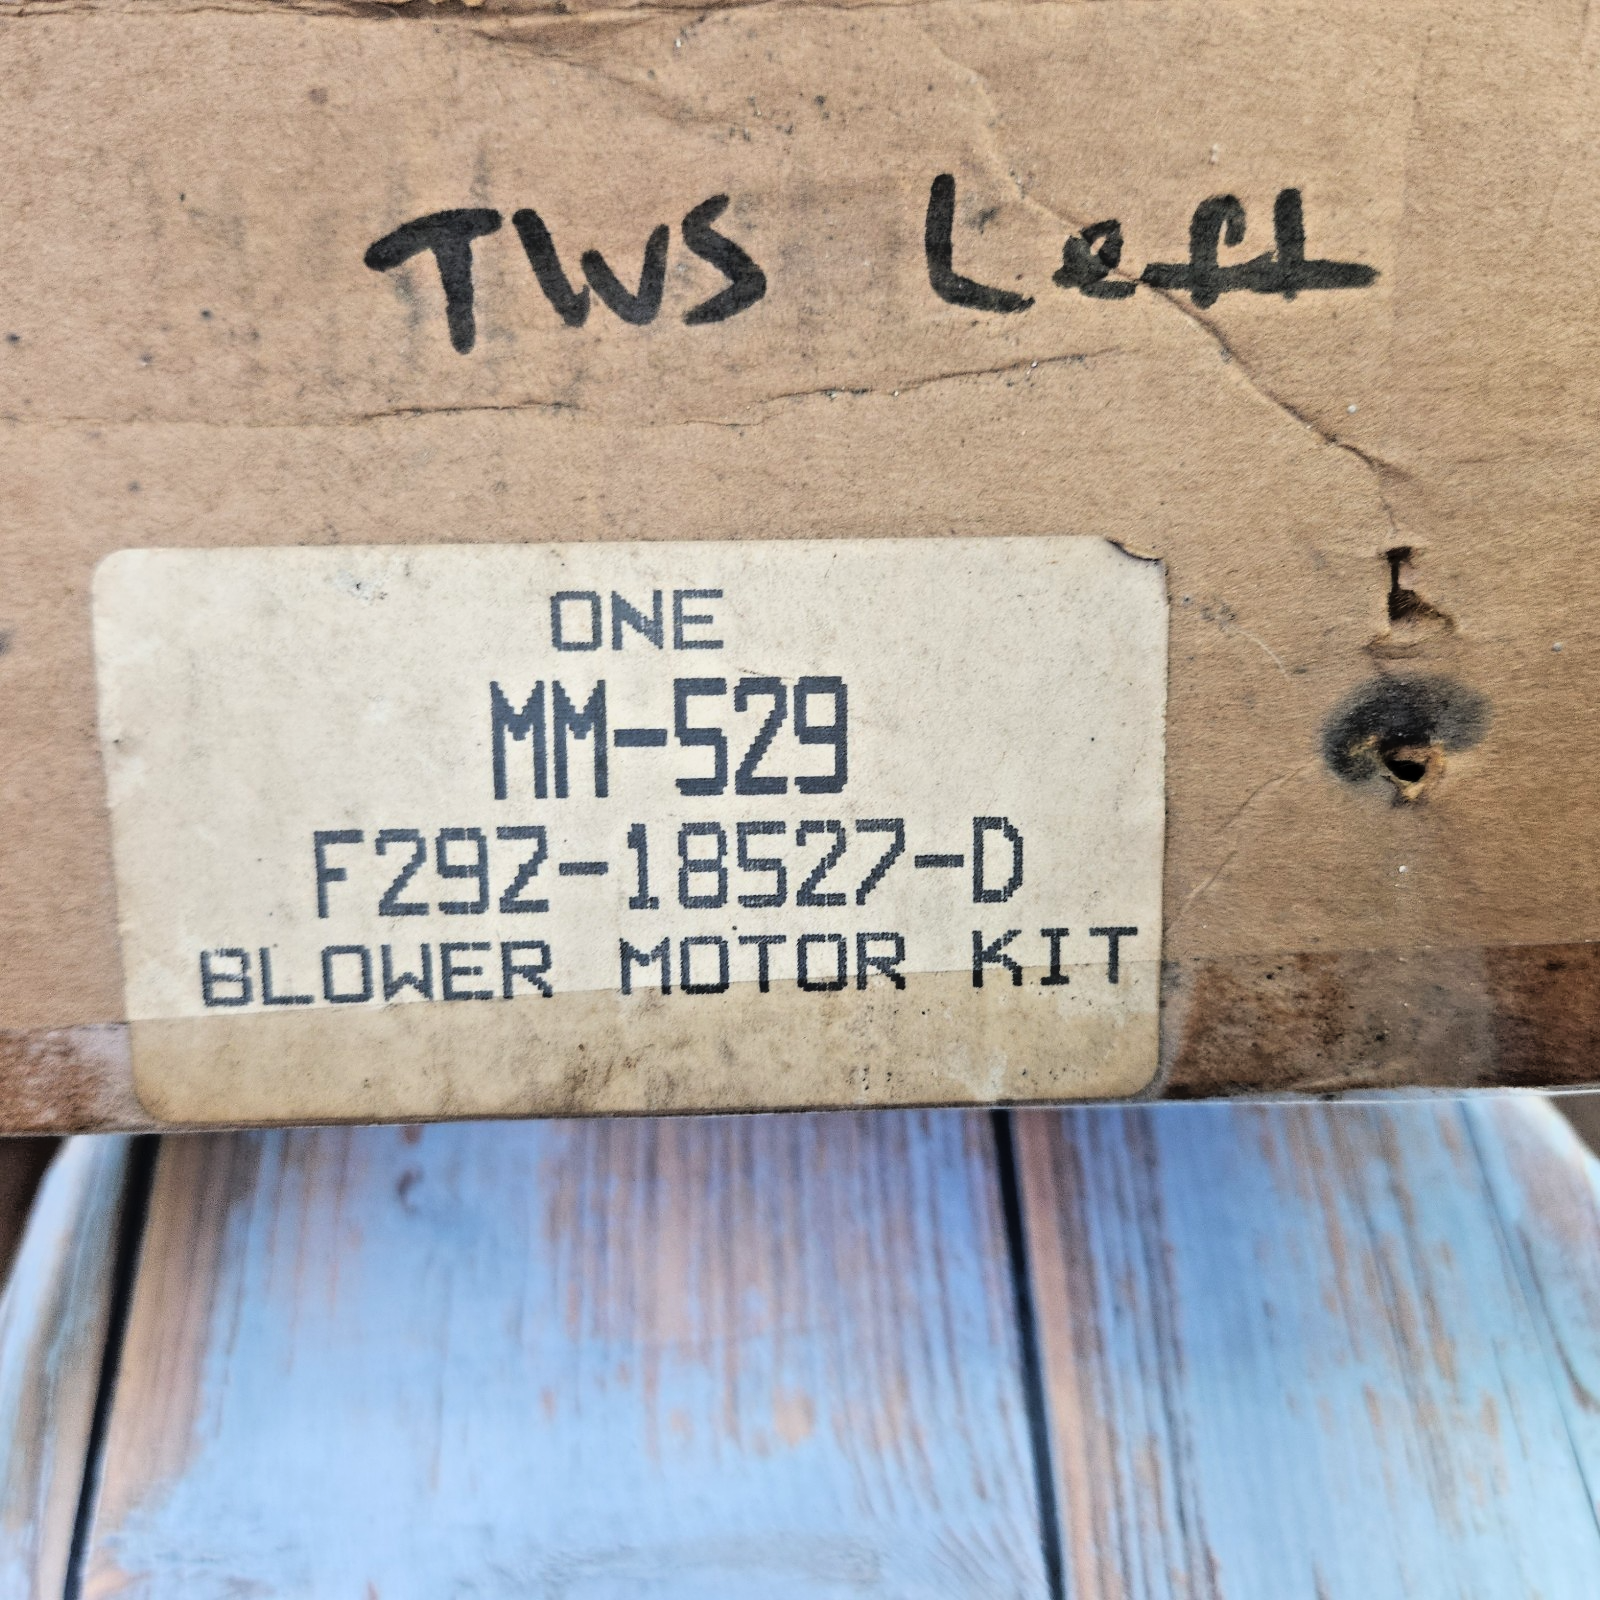 TWS Left
ONE
MM-529
F29Z-18527-D
BLOWER MOTOR KIT